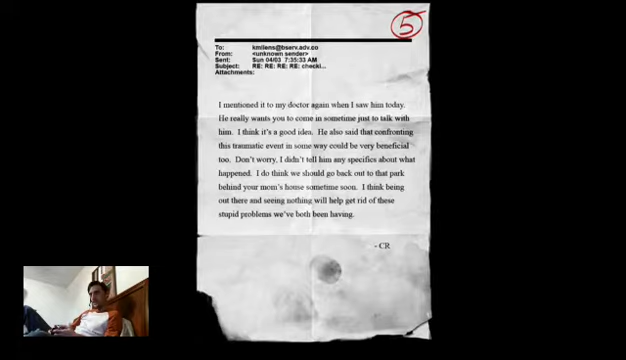 5
To: kmliens@bserv.adv.co
From: <unknown sender>
Sent: Sun 04/03 7:35:33 AM
Subject: RE: RE: RE: RE: checki...
Attachments:
I mentioned it to my doctor again when I saw him today.
He really wants you to come in sometime just to talk with
him. I think it's a good idea. He also said that confronting
this traumatic event in some way could be very beneficial
too. Don't worry, I didn't tell him any specifics about what
happened. I do think we should go back out to that park
behind your mom's house sometime soon. I think being
out there and seeing nothing will help get rid of these
stupid problems we've both been having.
- CR